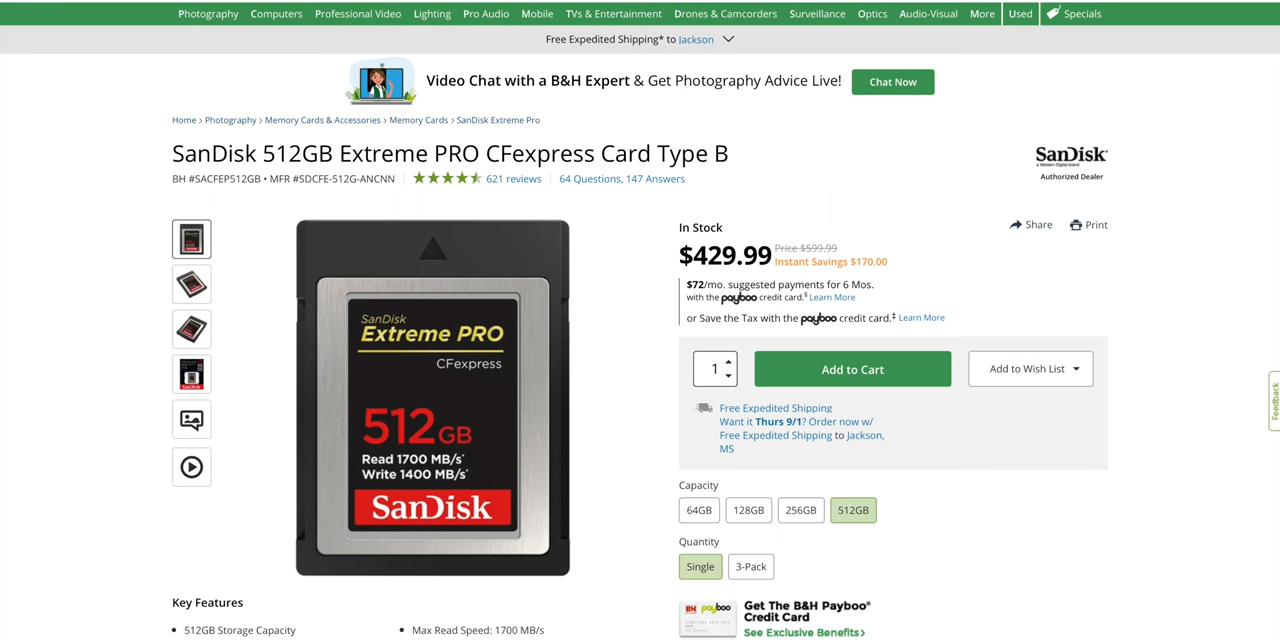 Photography Computers Professional Video Lighting Pro Audio Mobile TVs & Entertainment Drones & Camcorders Surveillance Optics Audio-Visual More Used Specials
Free Expedited Shipping* to Jackson
Video Chat with a B&H Expert & Get Photography Advice Live! Chat Now
Home > Photography > Memory Cards & Accessories > Memory Cards > SanDisk Extreme Pro
SanDisk 512GB Extreme PRO CFexpress Card Type B
BH #SACFEP512GB • MFR #SDCFE-512G-ANCNN 621 reviews 64 Questions, 147 Answers
SanDisk
a Western Digital brand
Authorized Dealer
SanDisk
Extreme PRO
CFexpress
512GB
Read 1700 MB/s*
Write 1400 MB/s*
SanDisk
In Stock
Share Print
$429.99 Price $599.99
Instant Savings $170.00
$72/mo. suggested payments for 6 Mos.
with the payboo credit card.§ Learn More
or Save the Tax with the payboo credit card.‡ Learn More
1 Add to Cart Add to Wish List
Free Expedited Shipping
Want it Thurs 9/1? Order now w/
Free Expedited Shipping to Jackson,
MS
Feedback
Capacity
64GB 128GB 256GB 512GB
Quantity
Single 3-Pack
BH payboo
Get The B&H Payboo®
Credit Card
See Exclusive Benefits>
Key Features
• 512GB Storage Capacity • Max Read Speed: 1700 MB/s